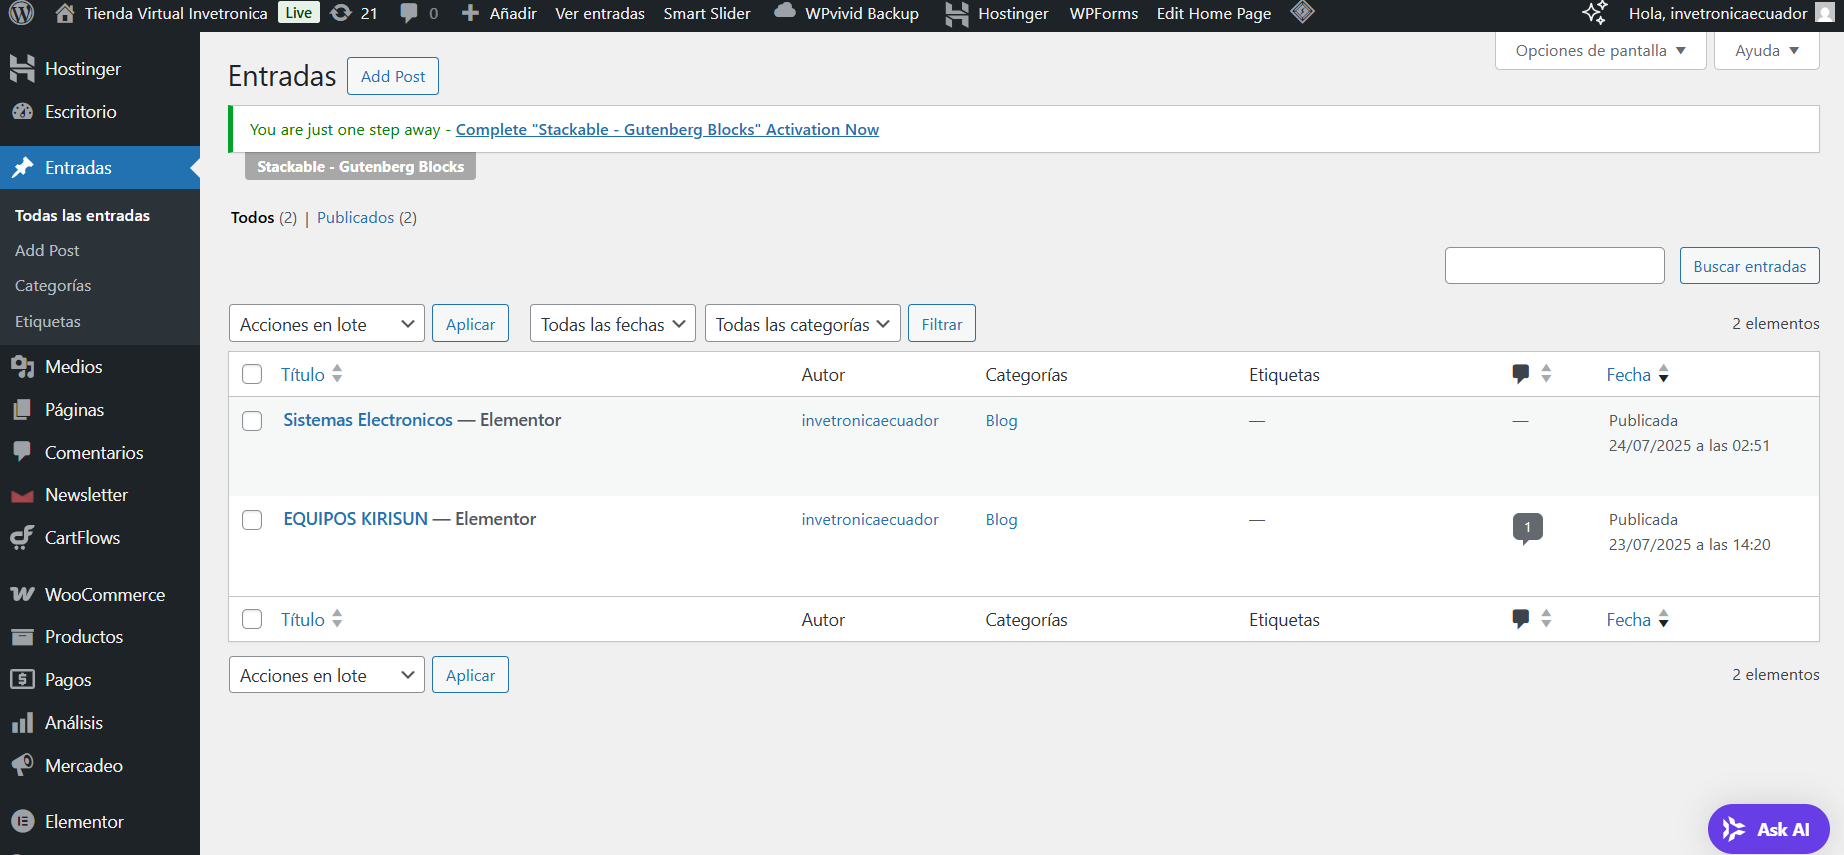 Tienda Virtual Invetronica Live 21 0 Añadir Ver entradas Smart Slider WPvivid Backup Hostinger WPForms Edit Home Page Hola, invetronicaecuador
Hostinger
Escritorio
Entradas
Todas las entradas
Add Post
Categorías
Etiquetas
Medios
Páginas
Comentarios
Newsletter
CartFlows
WooCommerce
Productos
Pagos
Análisis
Mercadeo
Elementor
Opciones de pantalla Ayuda
Entradas Add Post
You are just one step away - Complete "Stackable - Gutenberg Blocks" Activation Now
Stackable - Gutenberg Blocks
Todos (2) | Publicados (2)
Buscar entradas
Acciones en lote Aplicar Todas las fechas Todas las categorías Filtrar 2 elementos
Título Autor Categorías Etiquetas Fecha
Sistemas Electronicos — Elementor invetronicaecuador Blog — — Publicada
24/07/2025 a las 02:51
EQUIPOS KIRISUN — Elementor invetronicaecuador Blog — 1 Publicada
23/07/2025 a las 14:20
Título Autor Categorías Etiquetas Fecha
Acciones en lote Aplicar 2 elementos
Ask AI